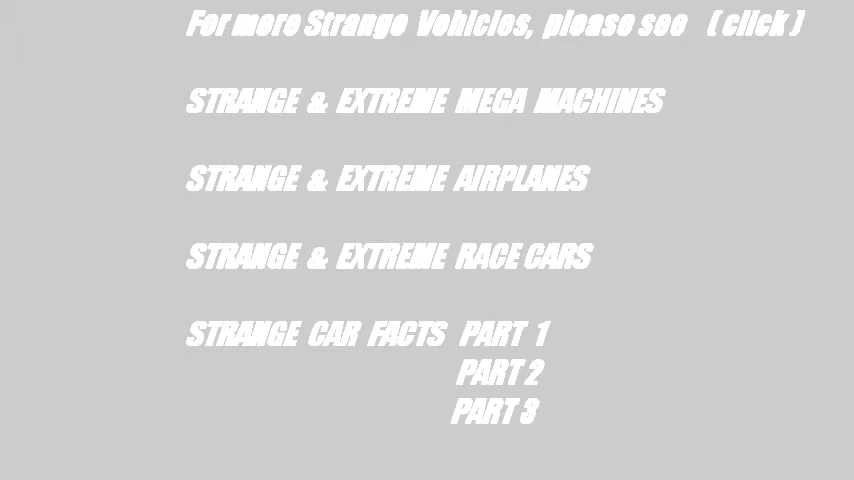 For more Strange Vehicles, please see ( click )
STRANGE & EXTREME MEGA MACHINES
STRANGE & EXTREME AIRPLANES
STRANGE & EXTREME RACE CARS
STRANGE CAR FACTS PART 1
PART 2
PART 3